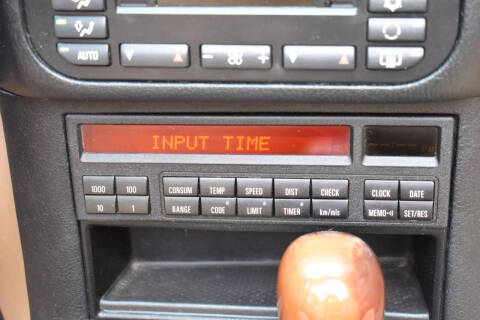 AUTO
INPUT TIME
PM
1000 100 CONSUM TEMP SPEED DIST CHECK CLOCK DATE
10 1 RANGE CODE LIMIT TIMER km/mls MEMO SET/RES